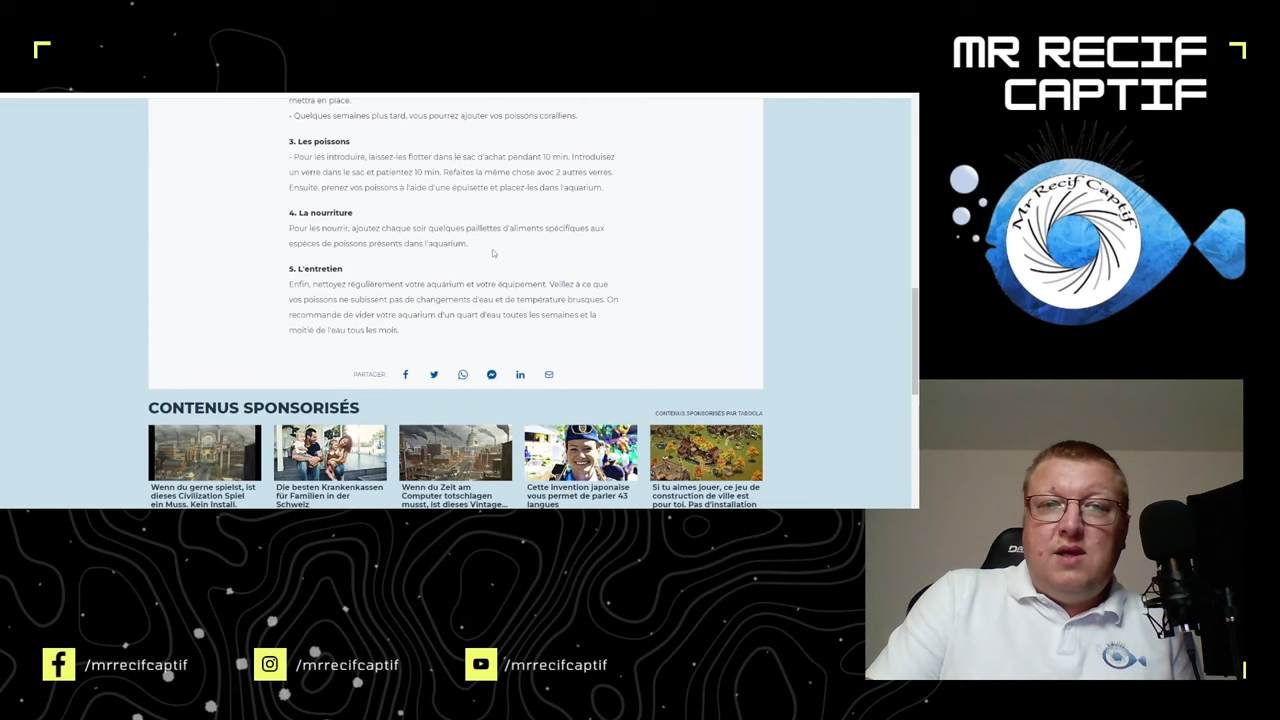 MR RECIF
CAPTIF
Mr Recif Captif
mettra en place.
- Quelques semaines plus tard, vous pourrez ajouter vos poissons coralliens.
3. Les poissons
- Pour les introduire, laissez-les flotter dans le sac d'achat pendant 10 min. Introduisez
un verre dans le sac et patientez 10 min. Refaites la même chose avec 2 autres verres.
Ensuite, prenez vos poissons à l'aide d'une épuisette et placez-les dans l'aquarium.
4. La nourriture
Pour les nourrir, ajoutez chaque soir quelques paillettes d'aliments spécifiques aux
espèces de poissons présents dans l'aquarium.
5. L'entretien
Enfin, nettoyez régulièrement votre aquarium et votre équipement. Veillez à ce que
vos poissons ne subissent pas de changements d'eau et de température brusques. On
recommande de vider votre aquarium d'un quart d'eau toutes les semaines et la
moitié de l'eau tous les mois.
PARTAGER
CONTENUS SPONSORISÉS
CONTENUS SPONSORISÉS PAR TABOOLA
Wenn du gerne spielst, ist
dieses Civilization Spiel
ein Muss. Kein Install.
Die besten Krankenkassen
für Familien in der
Schweiz
Wenn du Zeit am
Computer totschlagen
musst, ist dieses Vintage...
Cette invention japonaise
vous permet de parler 43
langues
Si tu aimes jouer, ce jeu de
construction de ville est
pour toi. Pas d'installation
/mrrecifcaptif
/mrrecifcaptif
/mrrecifcaptif